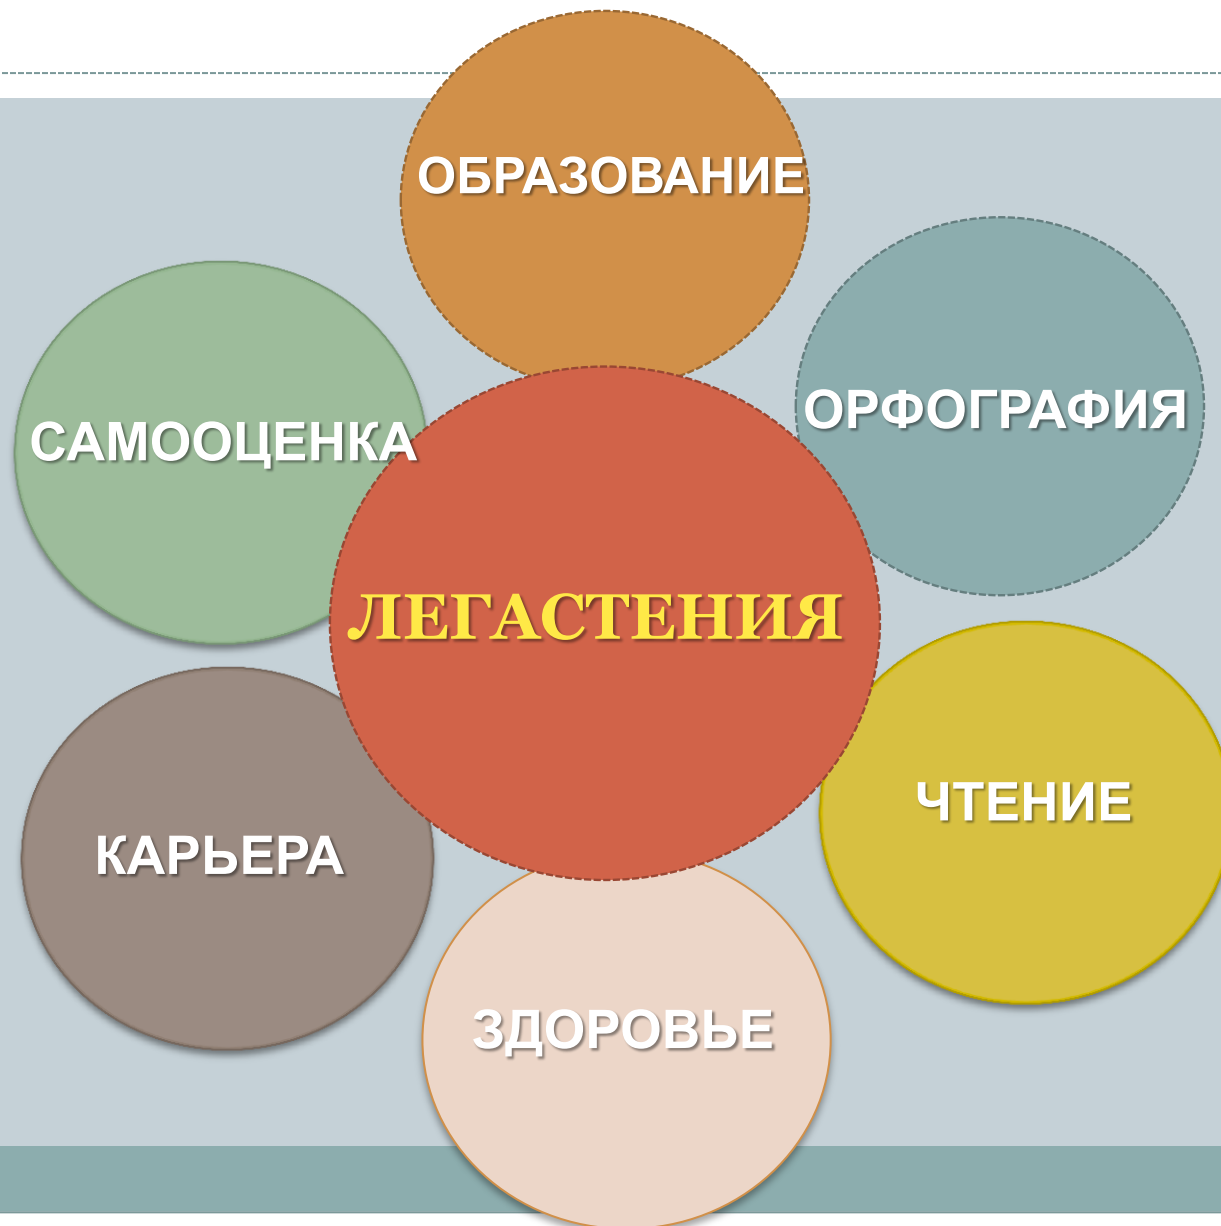 ОБРАЗОВАНИЕ
ОРФОГРАФИЯ
САМООЦЕНКА
ЛЕГАСТЕНИЯ
ЧТЕНИЕ
КАРЬЕРА
ЗДОРОВЬЕ